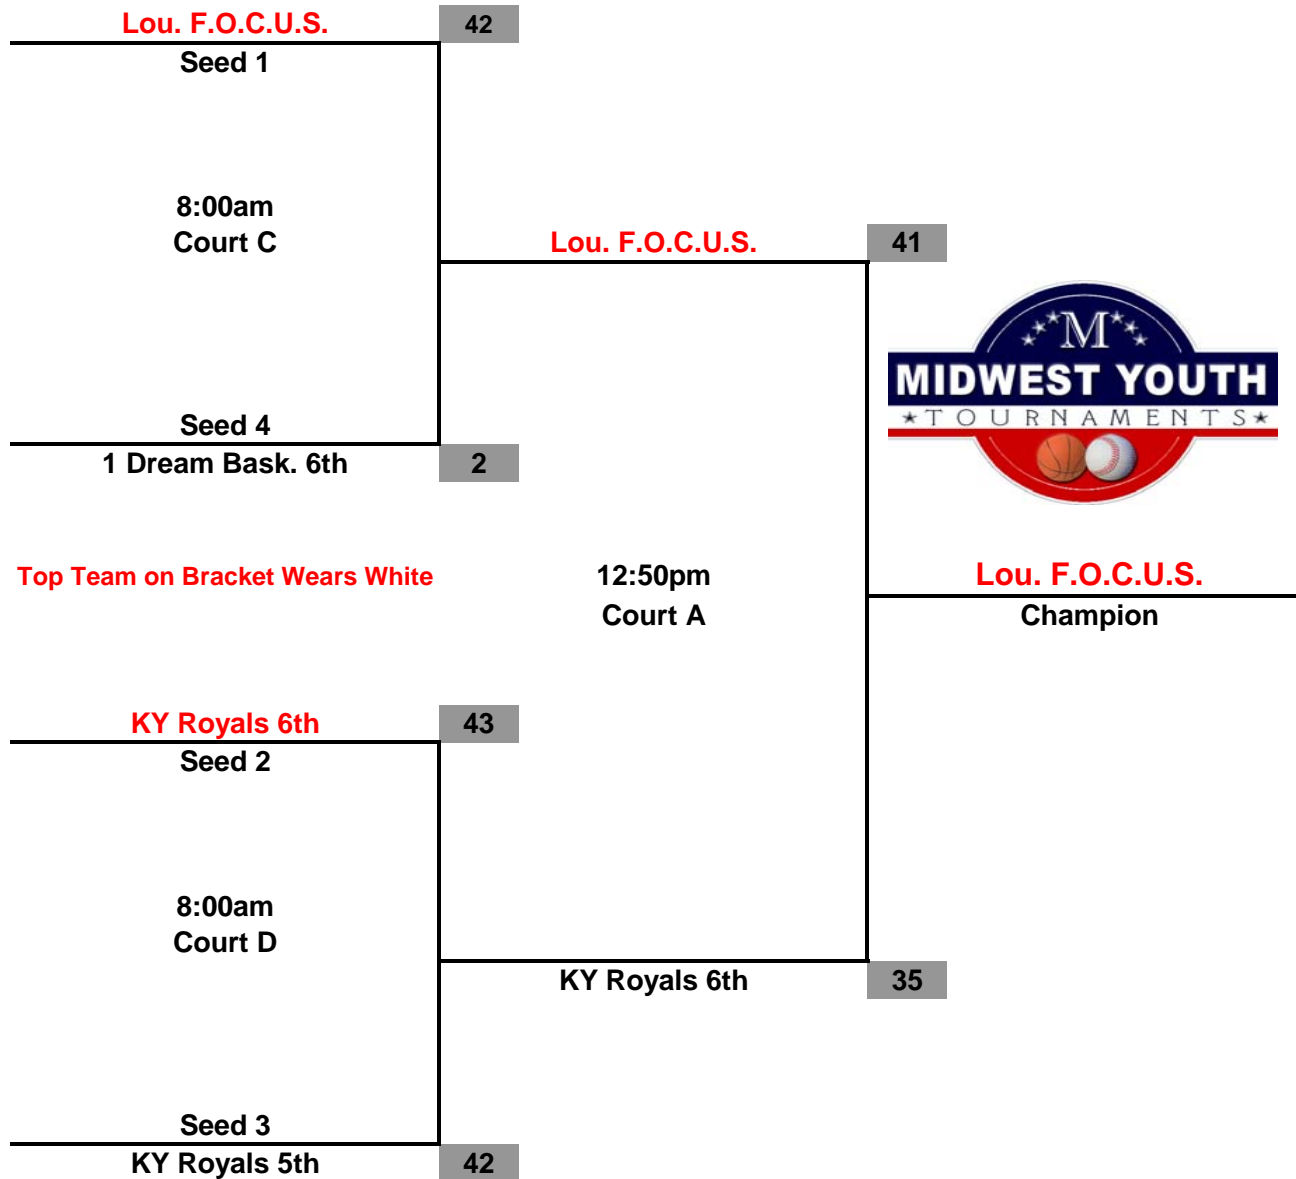 Lou. F.O.C.U.S. 42
Seed 1
8:00am
Court C
Lou. F.O.C.U.S. 41
M
MIDWEST YOUTH
TOURNAMENTS
Seed 4
1 Dream Bask. 6th 2
Top Team on Bracket Wears White
12:50pm
Court A
Lou. F.O.C.U.S.
Champion
KY Royals 6th 43
Seed 2
8:00am
Court D
KY Royals 6th 35
Seed 3
KY Royals 5th 42